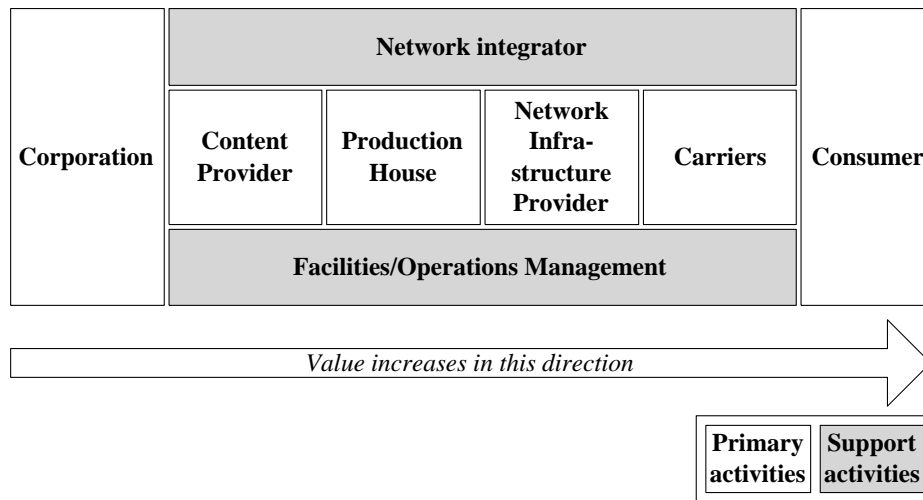 Network integrator
Corporation
Content
Provider
Production
House
Network
Infra-
structure
Provider
Carriers
Consumer
Facilities/Operations Management
Value increases in this direction
Primary
activities
Support
activities